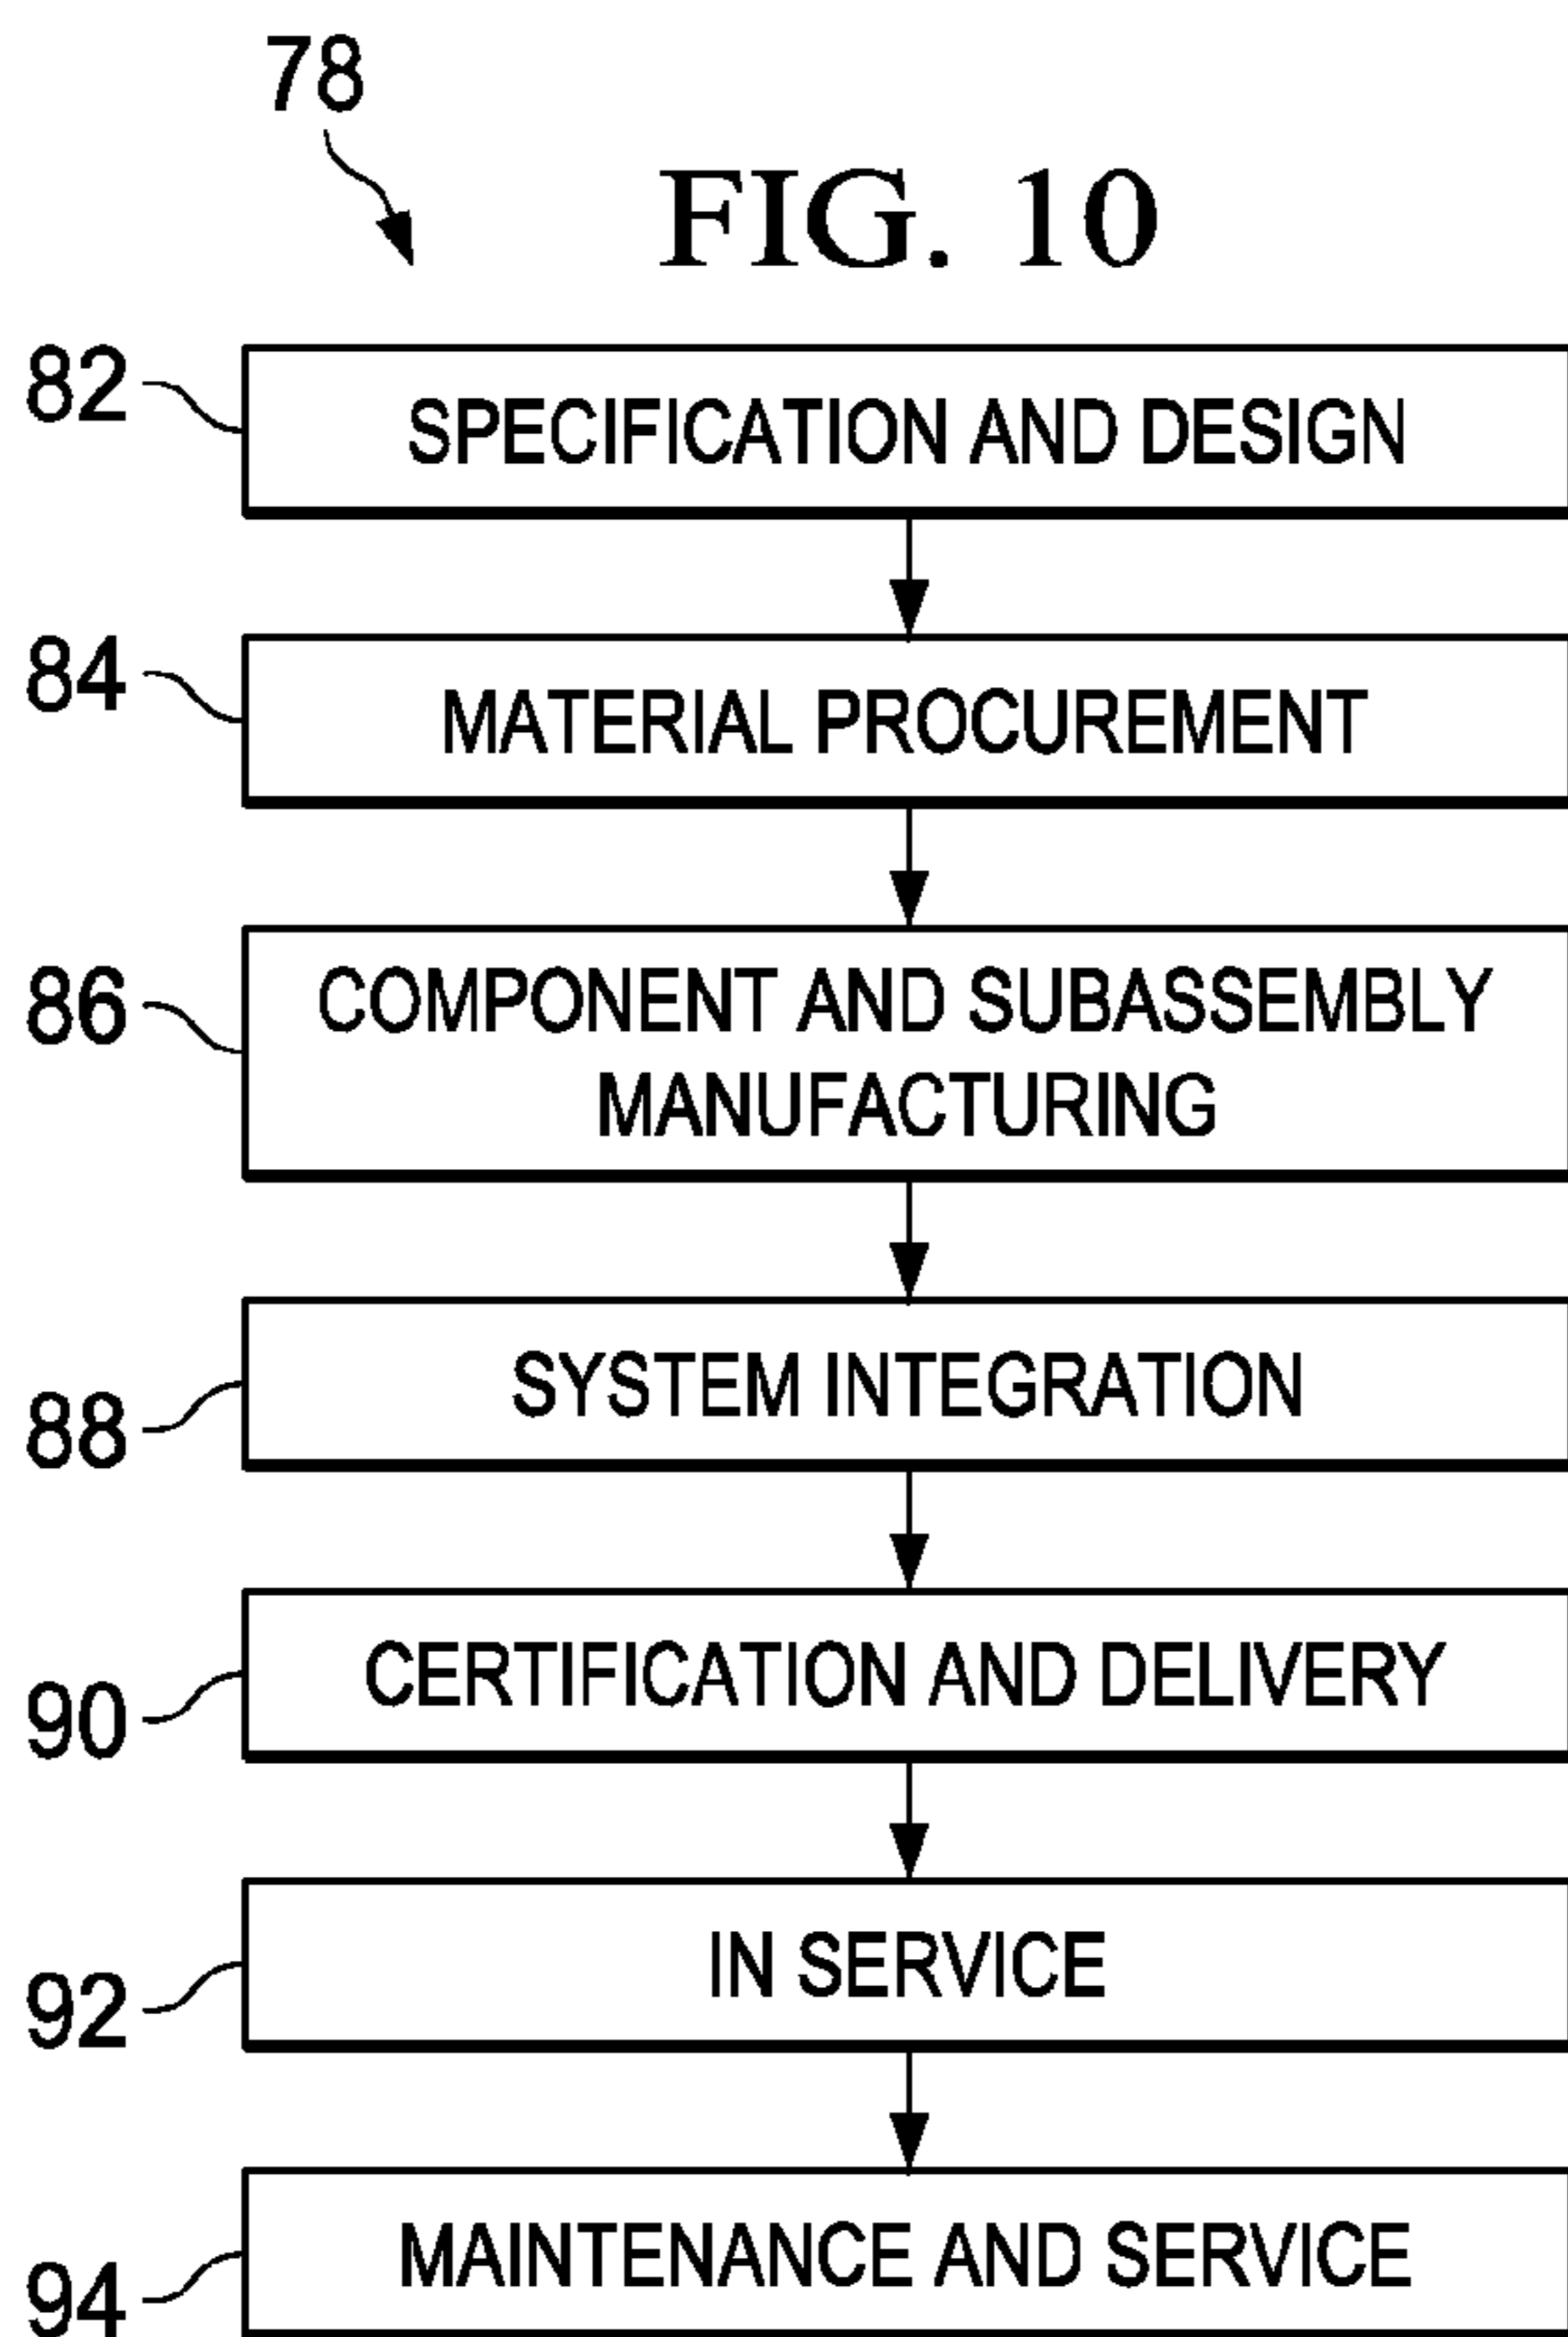 78
FIG. 10
82
SPECIFICATION AND DESIGN
84
MATERIAL PROCUREMENT
86
COMPONENT AND SUBASSEMBLY
MANUFACTURING
88
SYSTEM INTEGRATION
90
CERTIFICATION AND DELIVERY
92
IN SERVICE
94
MAINTENANCE AND SERVICE